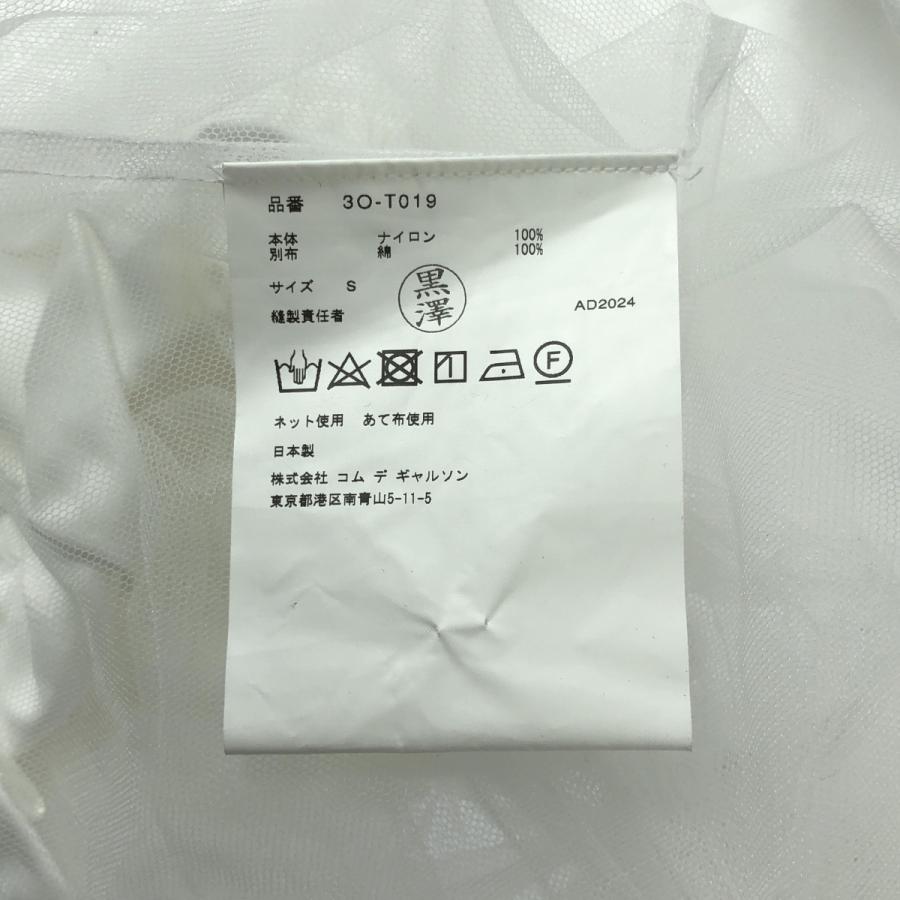 品番 3O-T019
本体 ナイロン 100%
別布 綿 100%
サイズ S
縫製責任者 黒澤 AD2024
F
ネット使用 あて布使用
日本製
株式会社 コム デ ギャルソン
東京都港区南青山5-11-5